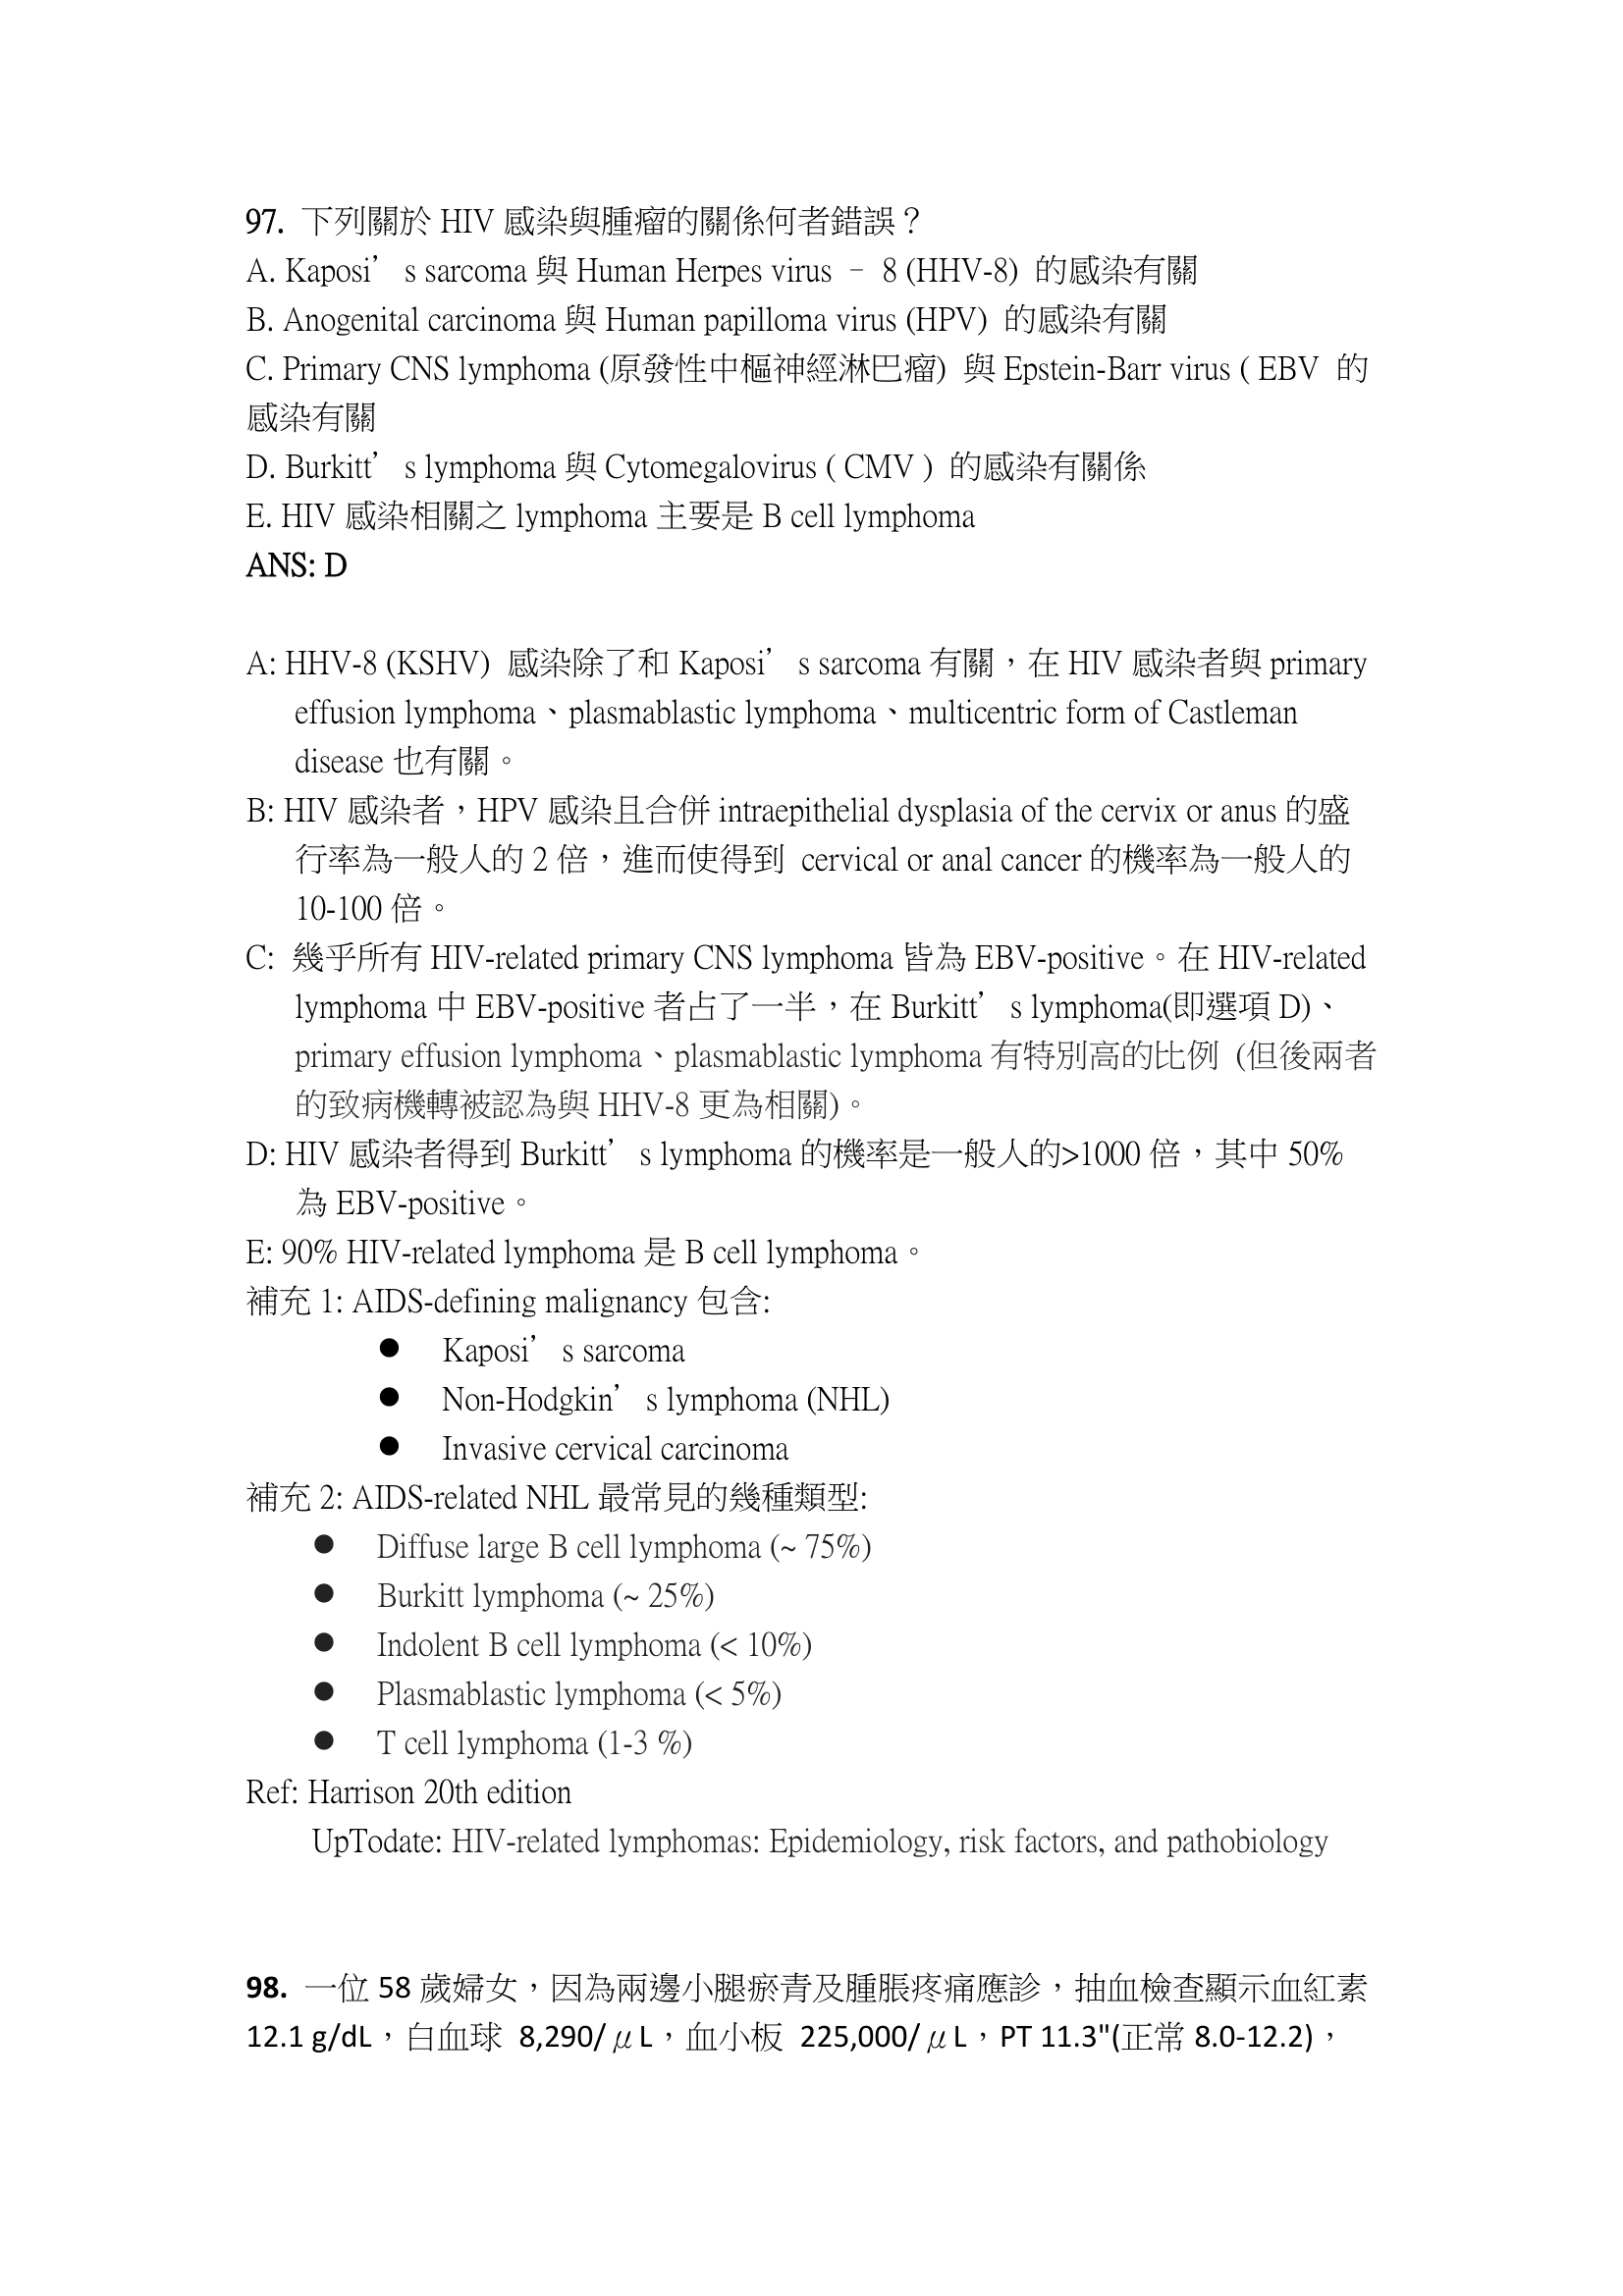 97. 下列關於 HIV 感染與腫瘤的關係何者錯誤？
A. Kaposi’s sarcoma 與 Human Herpes virus – 8 (HHV-8) 的感染有關
B. Anogenital carcinoma 與 Human papilloma virus (HPV) 的感染有關
C. Primary CNS lymphoma (原發性中樞神經淋巴瘤) 與 Epstein-Barr virus ( EBV 的
感染有關
D. Burkitt’s lymphoma 與 Cytomegalovirus ( CMV ) 的感染有關係
E. HIV 感染相關之 lymphoma 主要是 B cell lymphoma
ANS: D
A: HHV-8 (KSHV) 感染除了和 Kaposi’s sarcoma 有關，在 HIV 感染者與 primary
effusion lymphoma、plasmablastic lymphoma、multicentric form of Castleman
disease 也有關。
B: HIV 感染者，HPV 感染且合併 intraepithelial dysplasia of the cervix or anus 的盛
行率為一般人的 2 倍，進而使得到 cervical or anal cancer 的機率為一般人的
10-100 倍。
C: 幾乎所有 HIV-related primary CNS lymphoma 皆為 EBV-positive。在 HIV-related
lymphoma 中 EBV-positive 者占了一半，在 Burkitt’s lymphoma(即選項 D)、
primary effusion lymphoma、plasmablastic lymphoma 有特別高的比例 (但後兩者
的致病機轉被認為與 HHV-8 更為相關)。
D: HIV 感染者得到 Burkitt’s lymphoma 的機率是一般人的>1000 倍，其中 50%
為 EBV-positive。
E: 90% HIV-related lymphoma 是 B cell lymphoma。
補充 1: AIDS-defining malignancy 包含:
● Kaposi’s sarcoma
● Non-Hodgkin’s lymphoma (NHL)
● Invasive cervical carcinoma
補充 2: AIDS-related NHL 最常見的幾種類型:
● Diffuse large B cell lymphoma (~ 75%)
● Burkitt lymphoma (~ 25%)
● Indolent B cell lymphoma (< 10%)
● Plasmablastic lymphoma (< 5%)
● T cell lymphoma (1-3 %)
Ref: Harrison 20th edition
UpTodate: HIV-related lymphomas: Epidemiology, risk factors, and pathobiology
98. 一位 58 歲婦女，因為兩邊小腿瘀青及腫脹疼痛應診，抽血檢查顯示血紅素
12.1 g/dL，白血球 8,290/μL，血小板 225,000/μL，PT 11.3"(正常 8.0-12.2)，